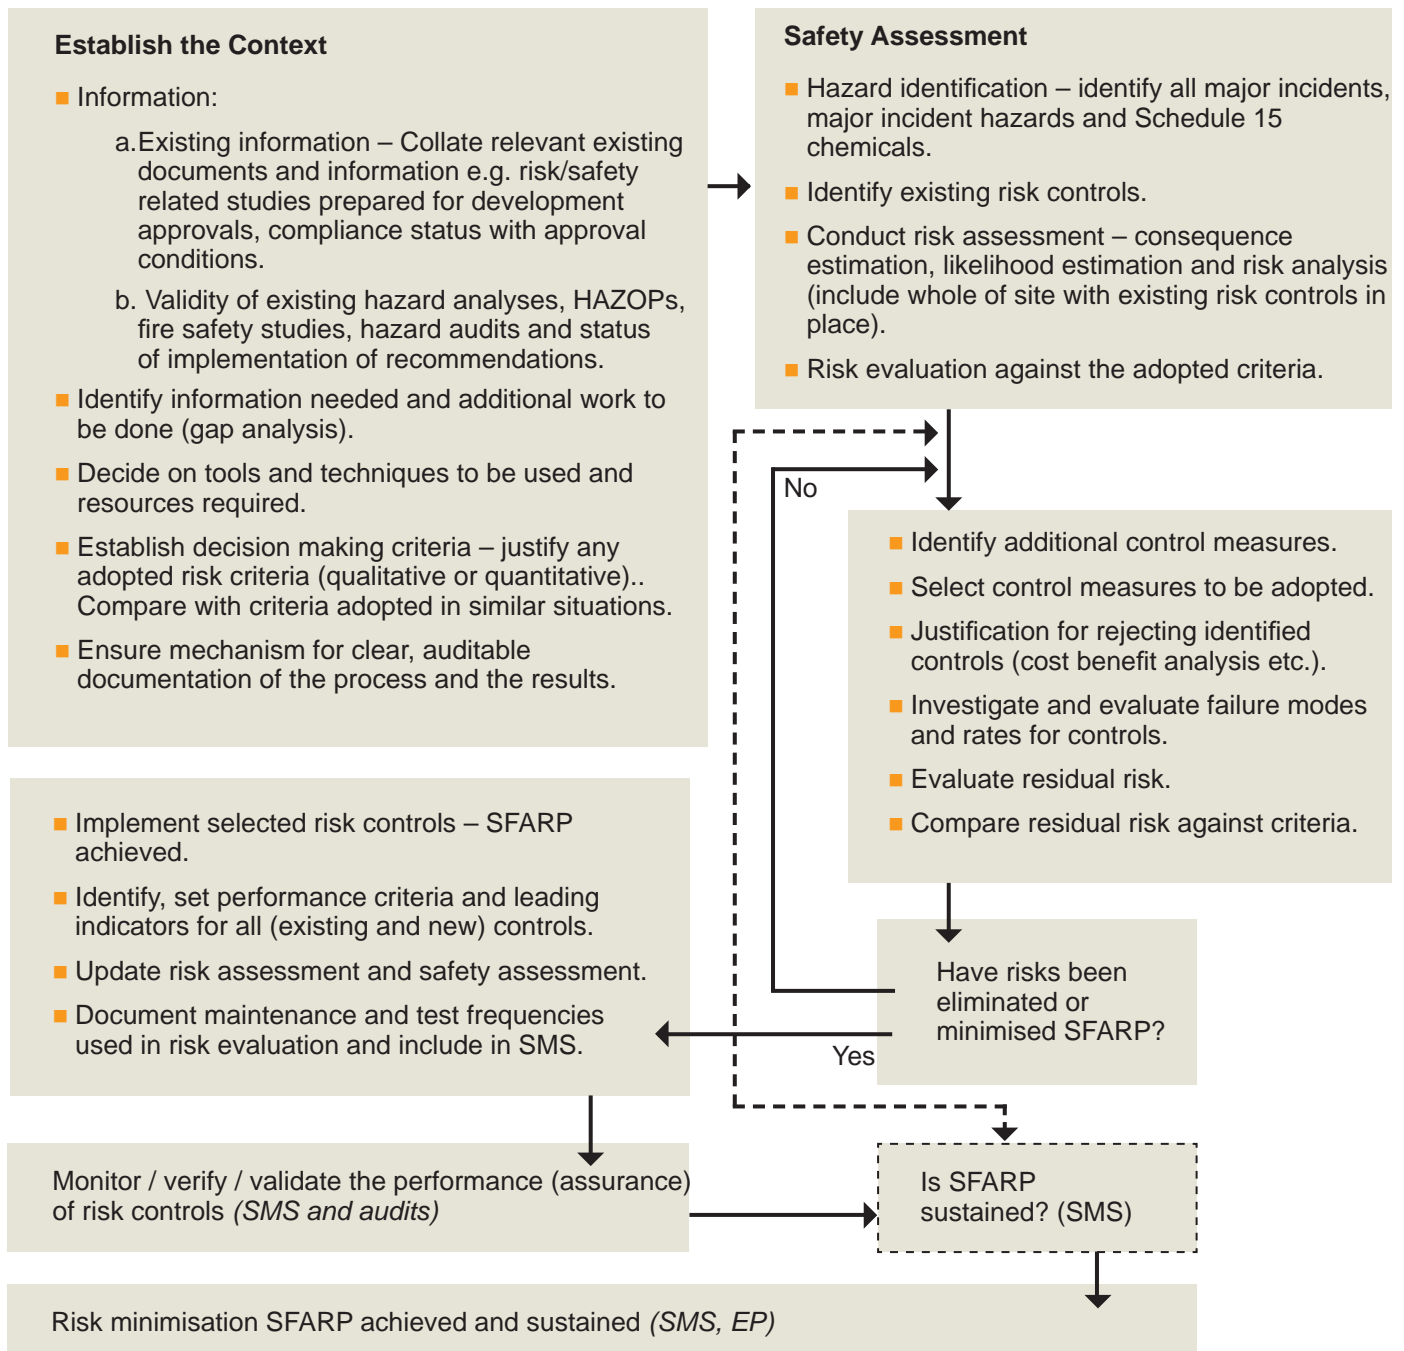 Establish the Context
Information:
a.Existing information – Collate relevant existing
documents and information e.g. risk/safety
related studies prepared for development
approvals, compliance status with approval
conditions.
b. Validity of existing hazard analyses, HAZOPs,
fire safety studies, hazard audits and status
of implementation of recommendations.
Identify information needed and additional work to
be done (gap analysis).
Decide on tools and techniques to be used and
resources required.
Establish decision making criteria – justify any
adopted risk criteria (qualitative or quantitative)..
Compare with criteria adopted in similar situations.
Ensure mechanism for clear, auditable
documentation of the process and the results.
Safety Assessment
Hazard identification – identify all major incidents,
major incident hazards and Schedule 15
chemicals.
Identify existing risk controls.
Conduct risk assessment – consequence
estimation, likelihood estimation and risk analysis
(include whole of site with existing risk controls in
place).
Risk evaluation against the adopted criteria.
No
Identify additional control measures.
Select control measures to be adopted.
Justification for rejecting identified
controls (cost benefit analysis etc.).
Investigate and evaluate failure modes
and rates for controls.
Evaluate residual risk.
Compare residual risk against criteria.
Have risks been
eliminated or
minimised SFARP?
Yes
Implement selected risk controls – SFARP
achieved.
Identify, set performance criteria and leading
indicators for all (existing and new) controls.
Update risk assessment and safety assessment.
Document maintenance and test frequencies
used in risk evaluation and include in SMS.
Monitor / verify / validate the performance (assurance)
of risk controls (SMS and audits)
Is SFARP
sustained? (SMS)
Risk minimisation SFARP achieved and sustained (SMS, EP)